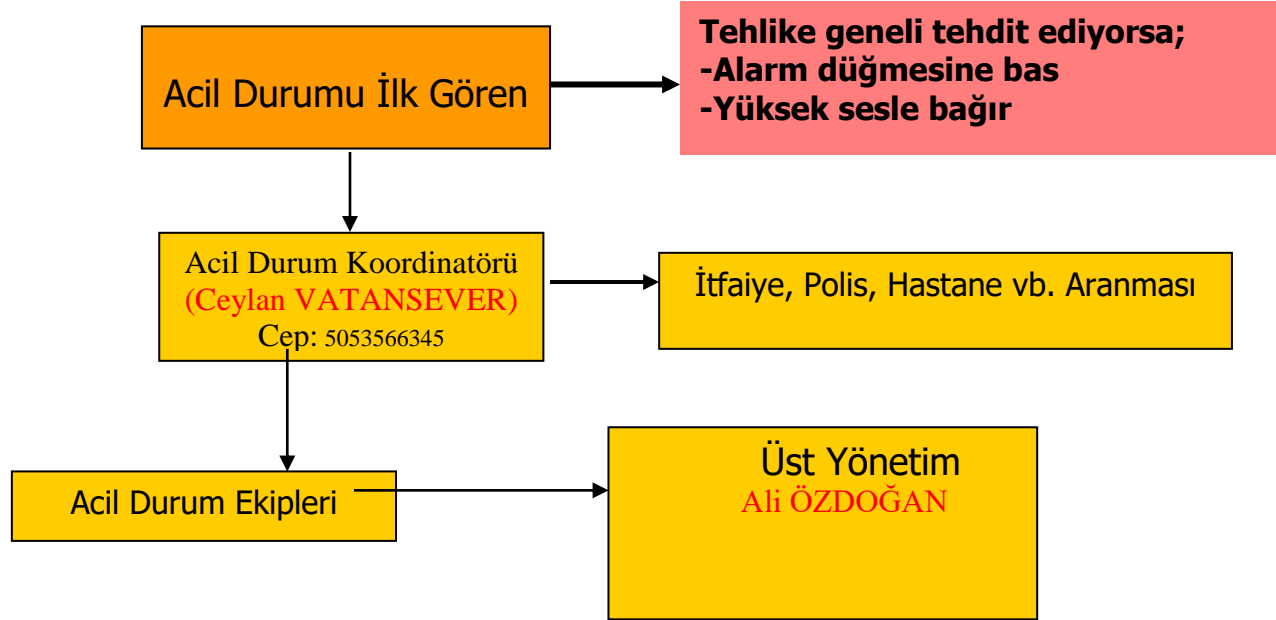 Acil Durumu İlk Gören
Tehlike geneli tehdit ediyorsa;
-Alarm düğmesine bas
-Yüksek sesle bağır
Acil Durum Koordinatörü
(Ceylan VATANSEVER)
Cep: 5053566345
İtfaiye, Polis, Hastane vb. Aranması
Acil Durum Ekipleri
Üst Yönetim
Ali ÖZDOĞAN